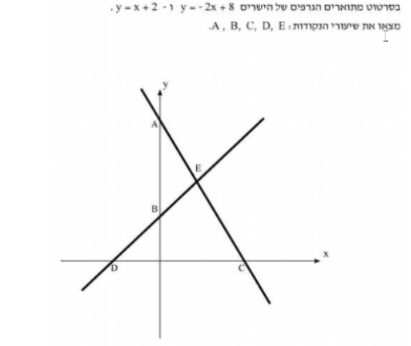 בסרטוט מתוארים הגרפים של הישרים y = - 2x + 8 ו - y = x + 2 .
מצאו את שיעורי הנקודות: A , B, C, D, E.
y
A
E
B
x
D
C